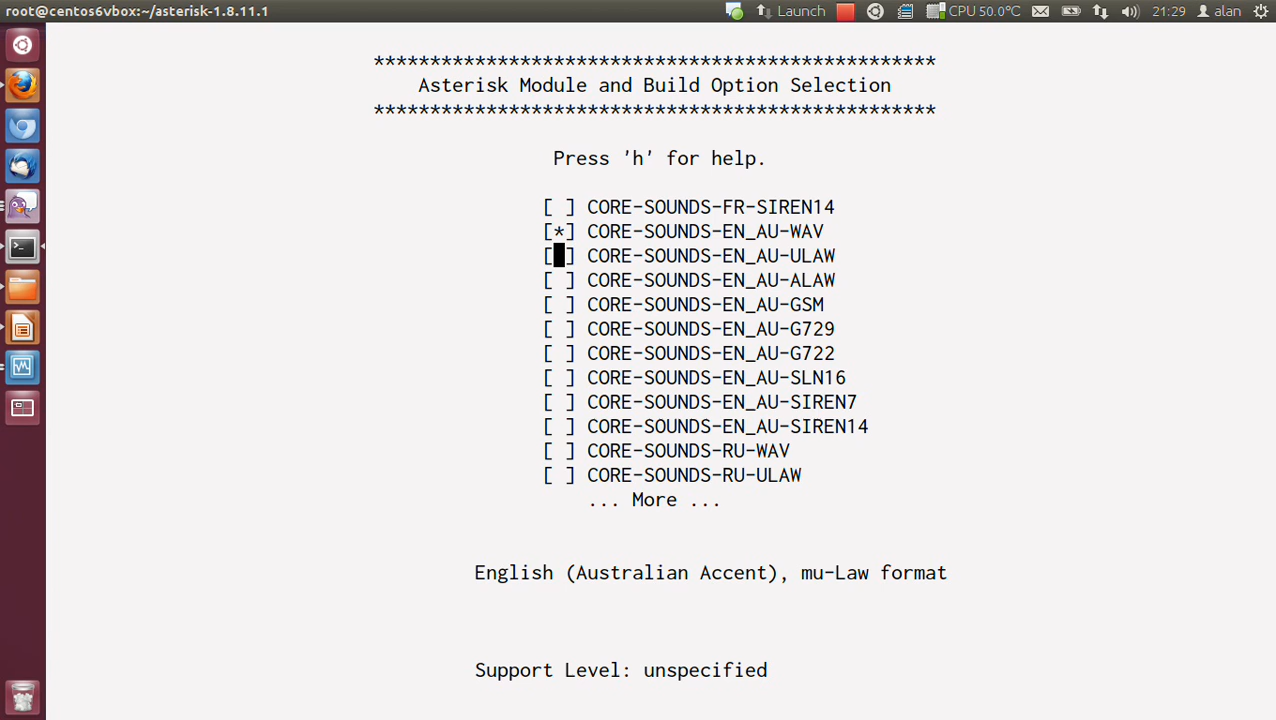 root@centos6vbox:~/asterisk-1.8.11.1 Launch CPU 50.0°C 21:29 alan
**************************************************
Asterisk Module and Build Option Selection
**************************************************
Press 'h' for help.
[ ] CORE-SOUNDS-FR-SIREN14
[*] CORE-SOUNDS-EN_AU-WAV
[ ] CORE-SOUNDS-EN_AU-ULAW
[ ] CORE-SOUNDS-EN_AU-ALAW
[ ] CORE-SOUNDS-EN_AU-GSM
[ ] CORE-SOUNDS-EN_AU-G729
[ ] CORE-SOUNDS-EN_AU-G722
[ ] CORE-SOUNDS-EN_AU-SLN16
[ ] CORE-SOUNDS-EN_AU-SIREN7
[ ] CORE-SOUNDS-EN_AU-SIREN14
[ ] CORE-SOUNDS-RU-WAV
[ ] CORE-SOUNDS-RU-ULAW
... More ...
English (Australian Accent), mu-Law format
Support Level: unspecified